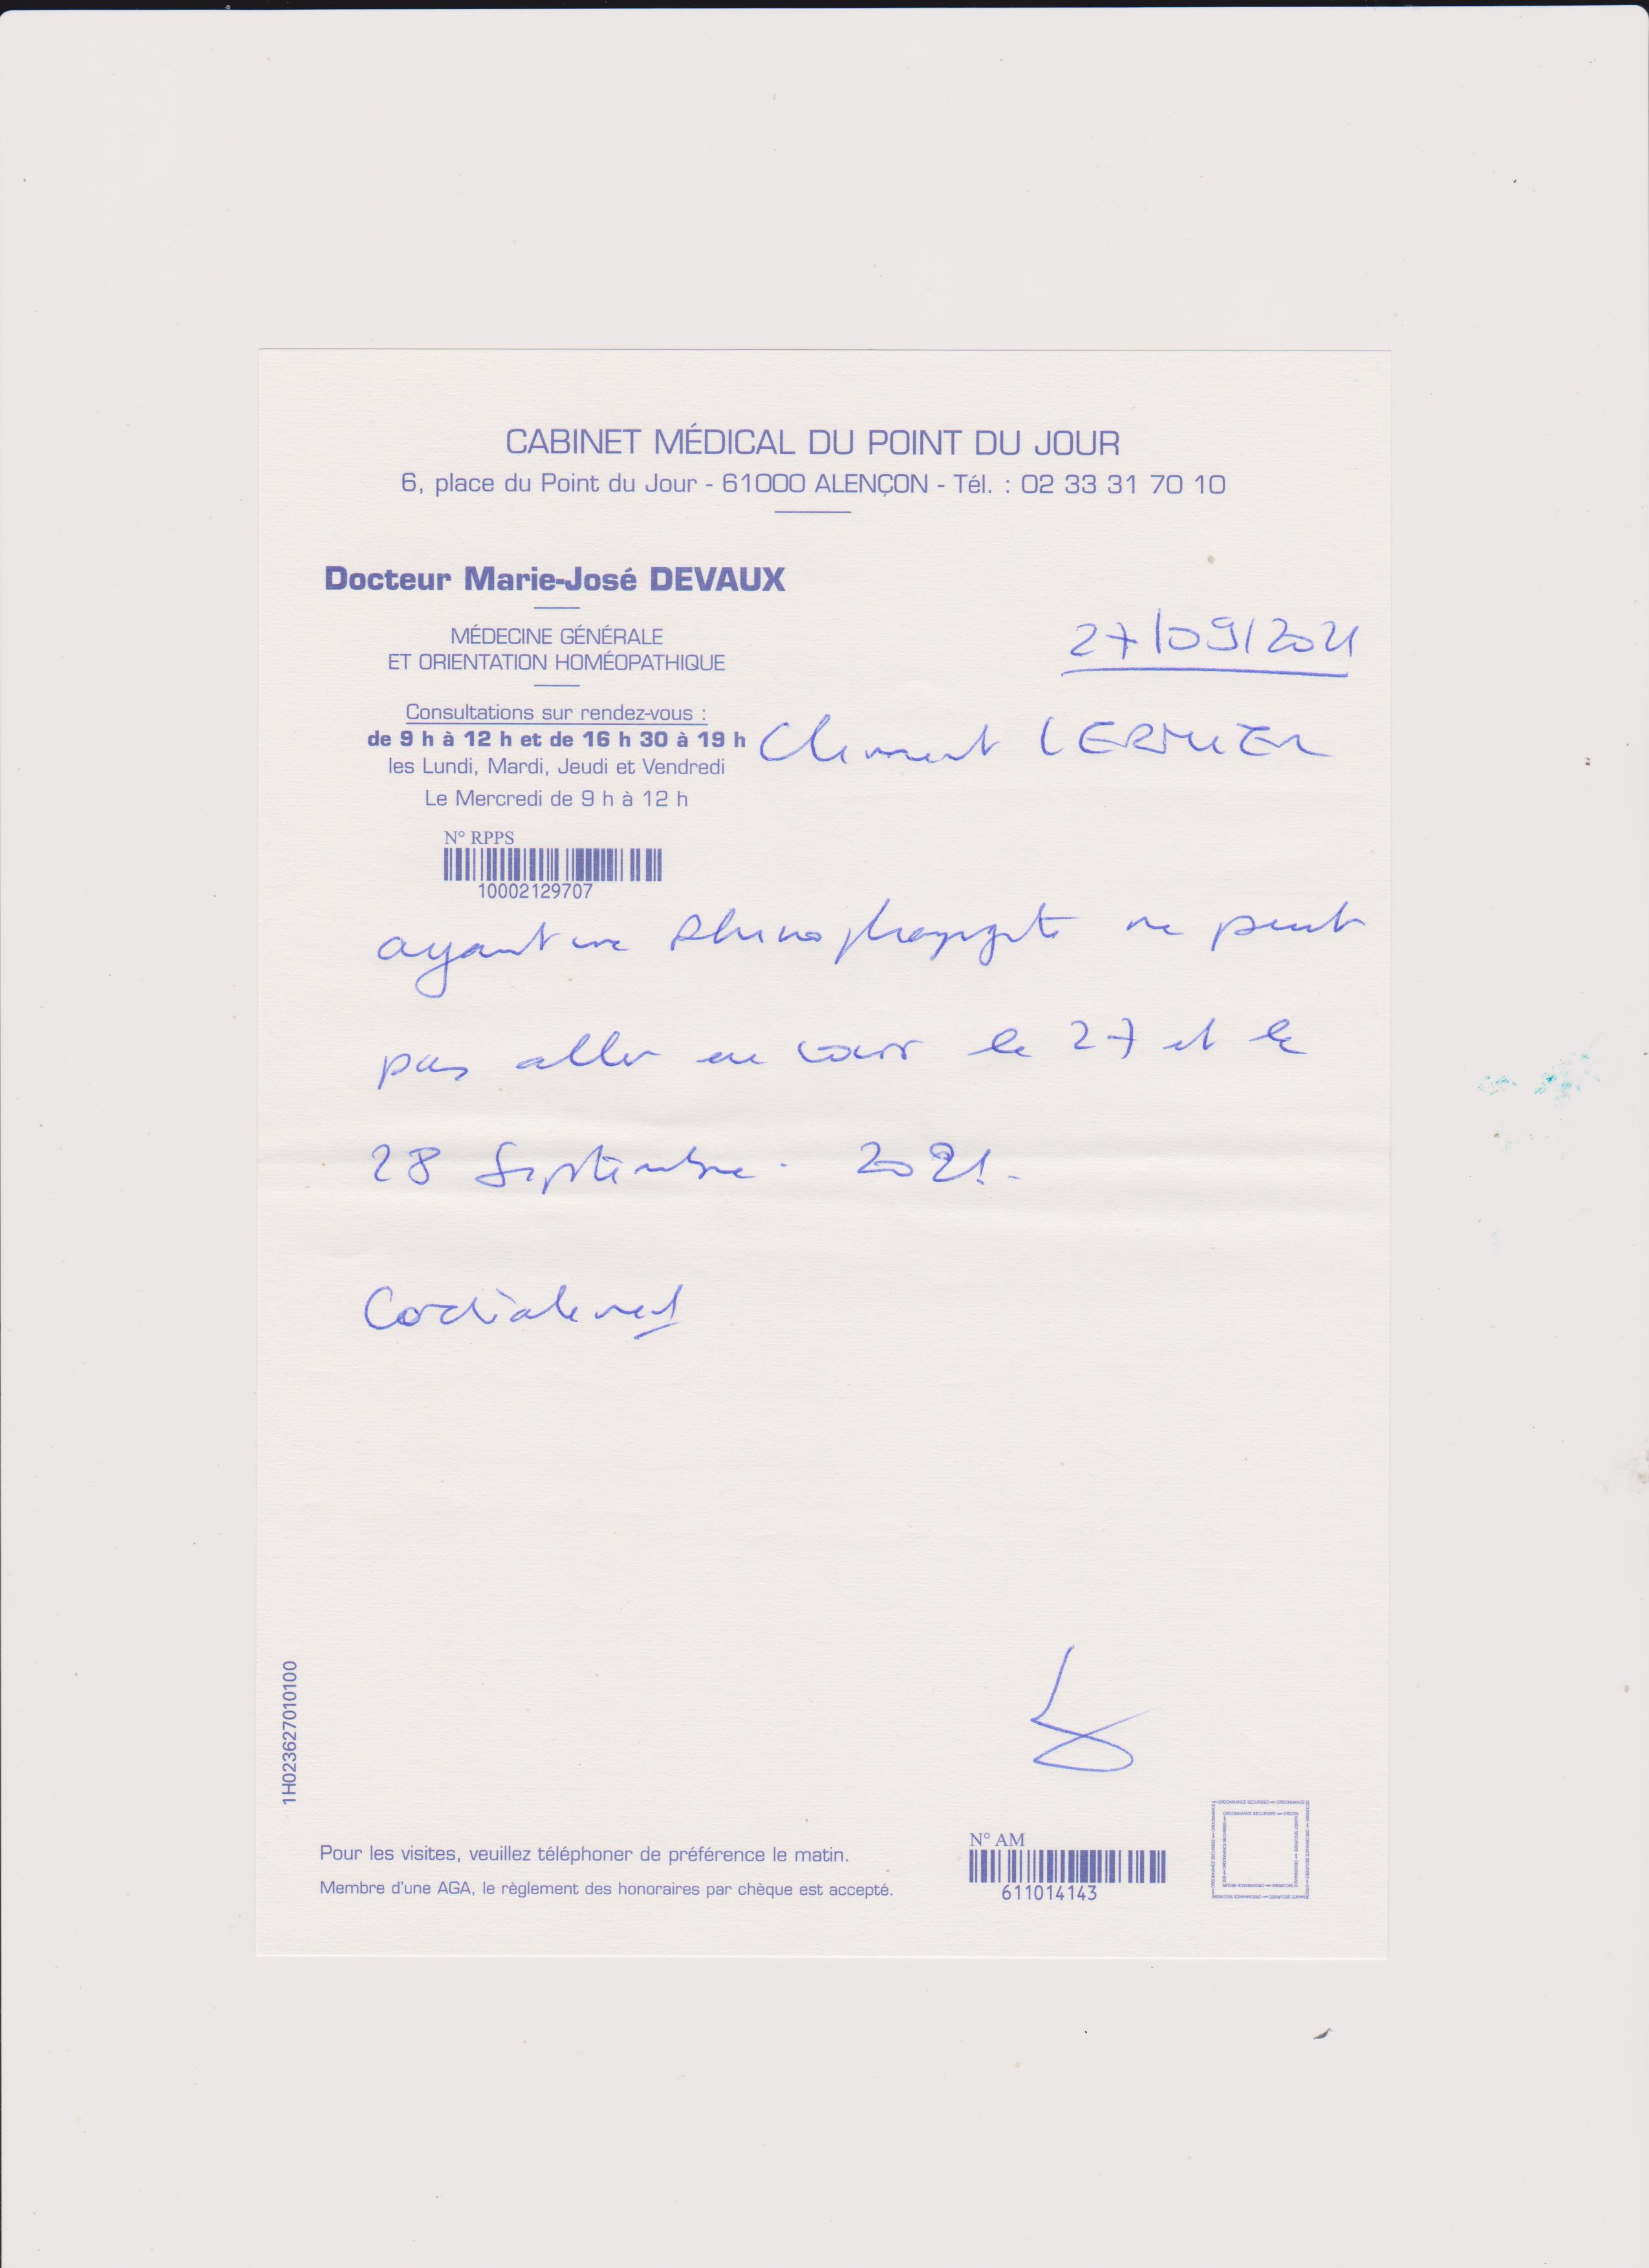 CABINET MÉDICAL DU POINT DU JOUR
6, place du Point du Jour - 61000 ALENÇON - Tél. : 02 33 31 70 10
Docteur Marie-José DEVAUX
MÉDECINE GÉNÉRALE
ET ORIENTATION HOMÉOPATHIQUE
27/09/2021
Consultations sur rendez-vous :
de 9 h à 12 h et de 16 h 30 à 19 h
les Lundi, Mardi, Jeudi et Vendredi
Le Mercredi de 9 h à 12 h
Clement
N° RPPS
10002129707
ayant une Rhinopharyngite ne peut
pas aller en cours le 27 et le
28 Septembre. 2021.
Cordialement
1H023627010100
Pour les visites, veuillez téléphoner de préférence le matin.
Membre d'une AGA, le règlement des honoraires par chèque est accepté.
N° AM
611014143